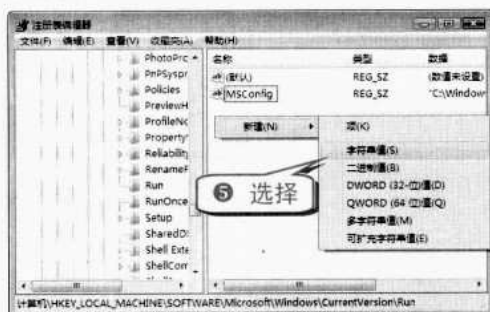 注册表编辑器
文件(F) 编辑(E) 查看(V) 收藏夹(A) 帮助(H)
PhotoPrc
PnPSyspr
Policies
PreviewH
ProfileNo
Property
Reliability
RenameF
Run
RunOnce
Setup
SharedD
Shell Exte
ShellCom
名称 类型 数据
ab (默认) REG_SZ (数值未设置)
ab MSConfig REG_SZ "C:\Window
新建(N)
项(K)
字符串值(S)
二进制值(B)
DWORD (32-位)值(D)
QWORD (64 位)值(Q)
多字符串值(M)
可扩充字符串值(E)
❺ 选择
计算机\HKEY_LOCAL_MACHINE\SOFTWARE\Microsoft\Windows\CurrentVersion\Run